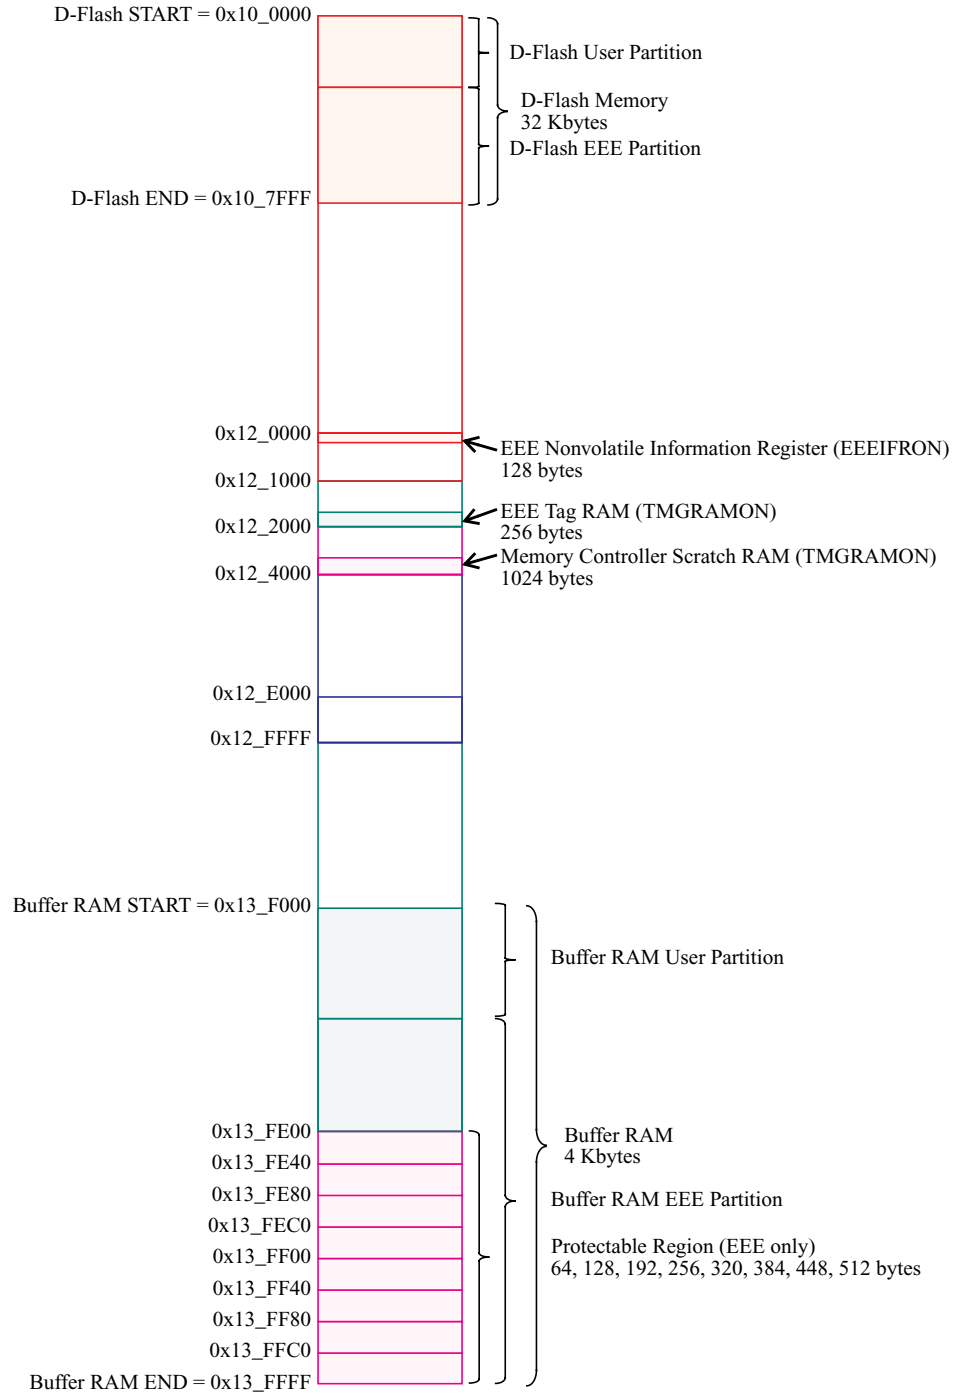 D-Flash START = 0x10_0000
D-Flash User Partition
D-Flash Memory
32 Kbytes
D-Flash EEE Partition
D-Flash END = 0x10_7FFF
0x12_0000
EEE Nonvolatile Information Register (EEEIFRON)
128 bytes
0x12_1000
EEE Tag RAM (TMGRAMON)
256 bytes
0x12_2000
Memory Controller Scratch RAM (TMGRAMON)
1024 bytes
0x12_4000
0x12_E000
0x12_FFFF
Buffer RAM START = 0x13_F000
Buffer RAM User Partition
0x13_FE00
Buffer RAM
4 Kbytes
0x13_FE40
0x13_FE80
Buffer RAM EEE Partition
0x13_FEC0
0x13_FF00
Protectable Region (EEE only)
64, 128, 192, 256, 320, 384, 448, 512 bytes
0x13_FF40
0x13_FF80
0x13_FFC0
Buffer RAM END = 0x13_FFFF